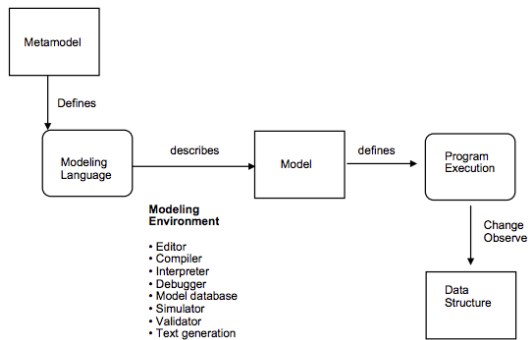 Metamodel
Defines
Modeling
Language
describes
Model
defines
Program
Execution
Change
Observe
Data
Structure
Modeling
Environment
• Editor
• Compiler
• Interpreter
• Debugger
• Model database
• Simulator
• Validator
• Text generation